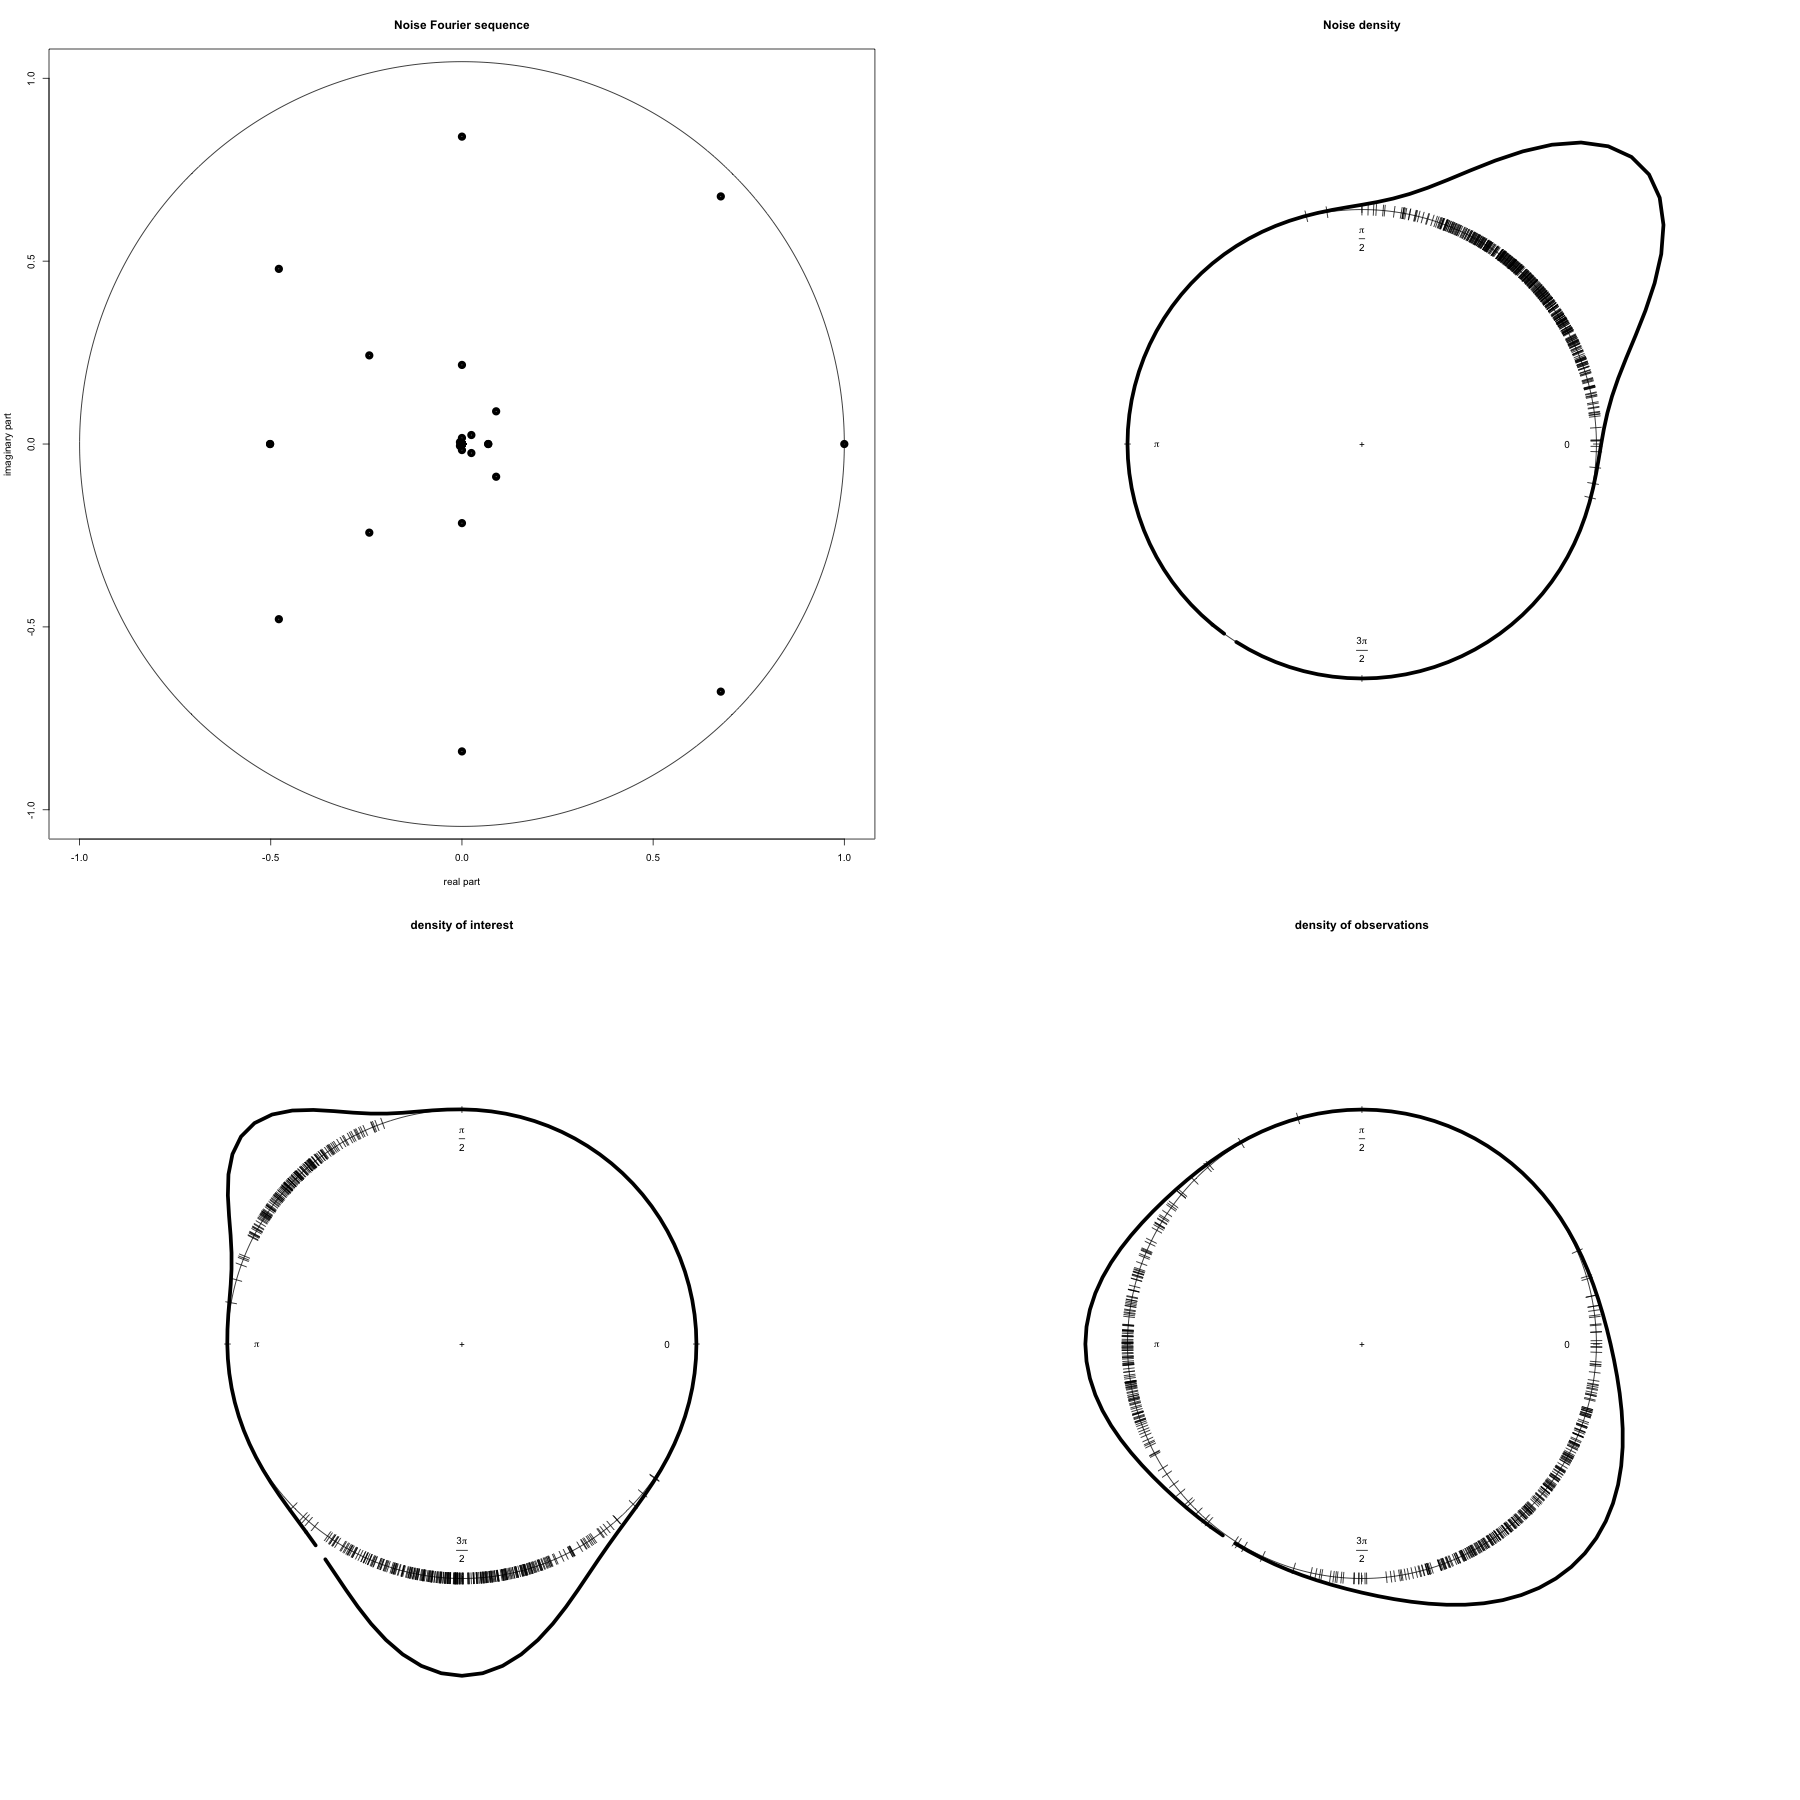 Noise Fourier sequence
1.0
0.5
0.0
-0.5
-1.0
imaginary part
-1.0 -0.5 0.0 0.5 1.0
real part
Noise density
π
2
π + 0
3π
2
density of interest
π
2
π + 0
3π
2
density of observations
π
2
π + 0
3π
2